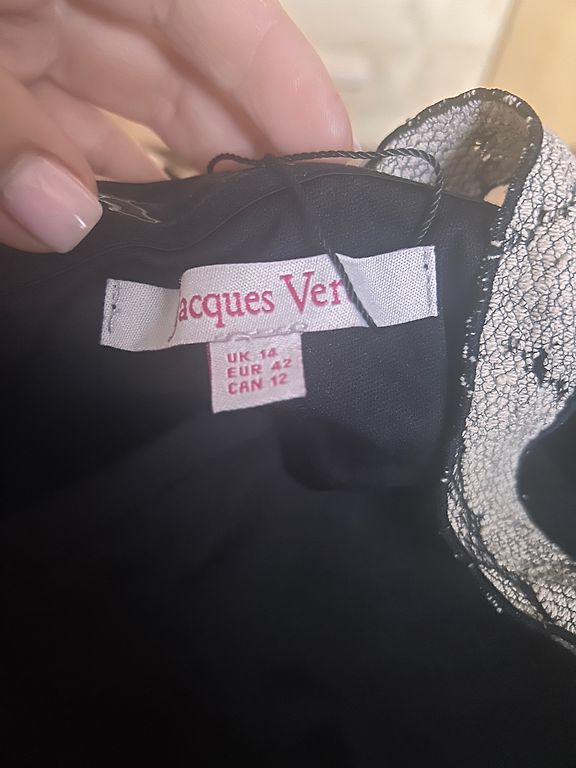 Jacques Ver
UK 14
EUR 42
CAN 12